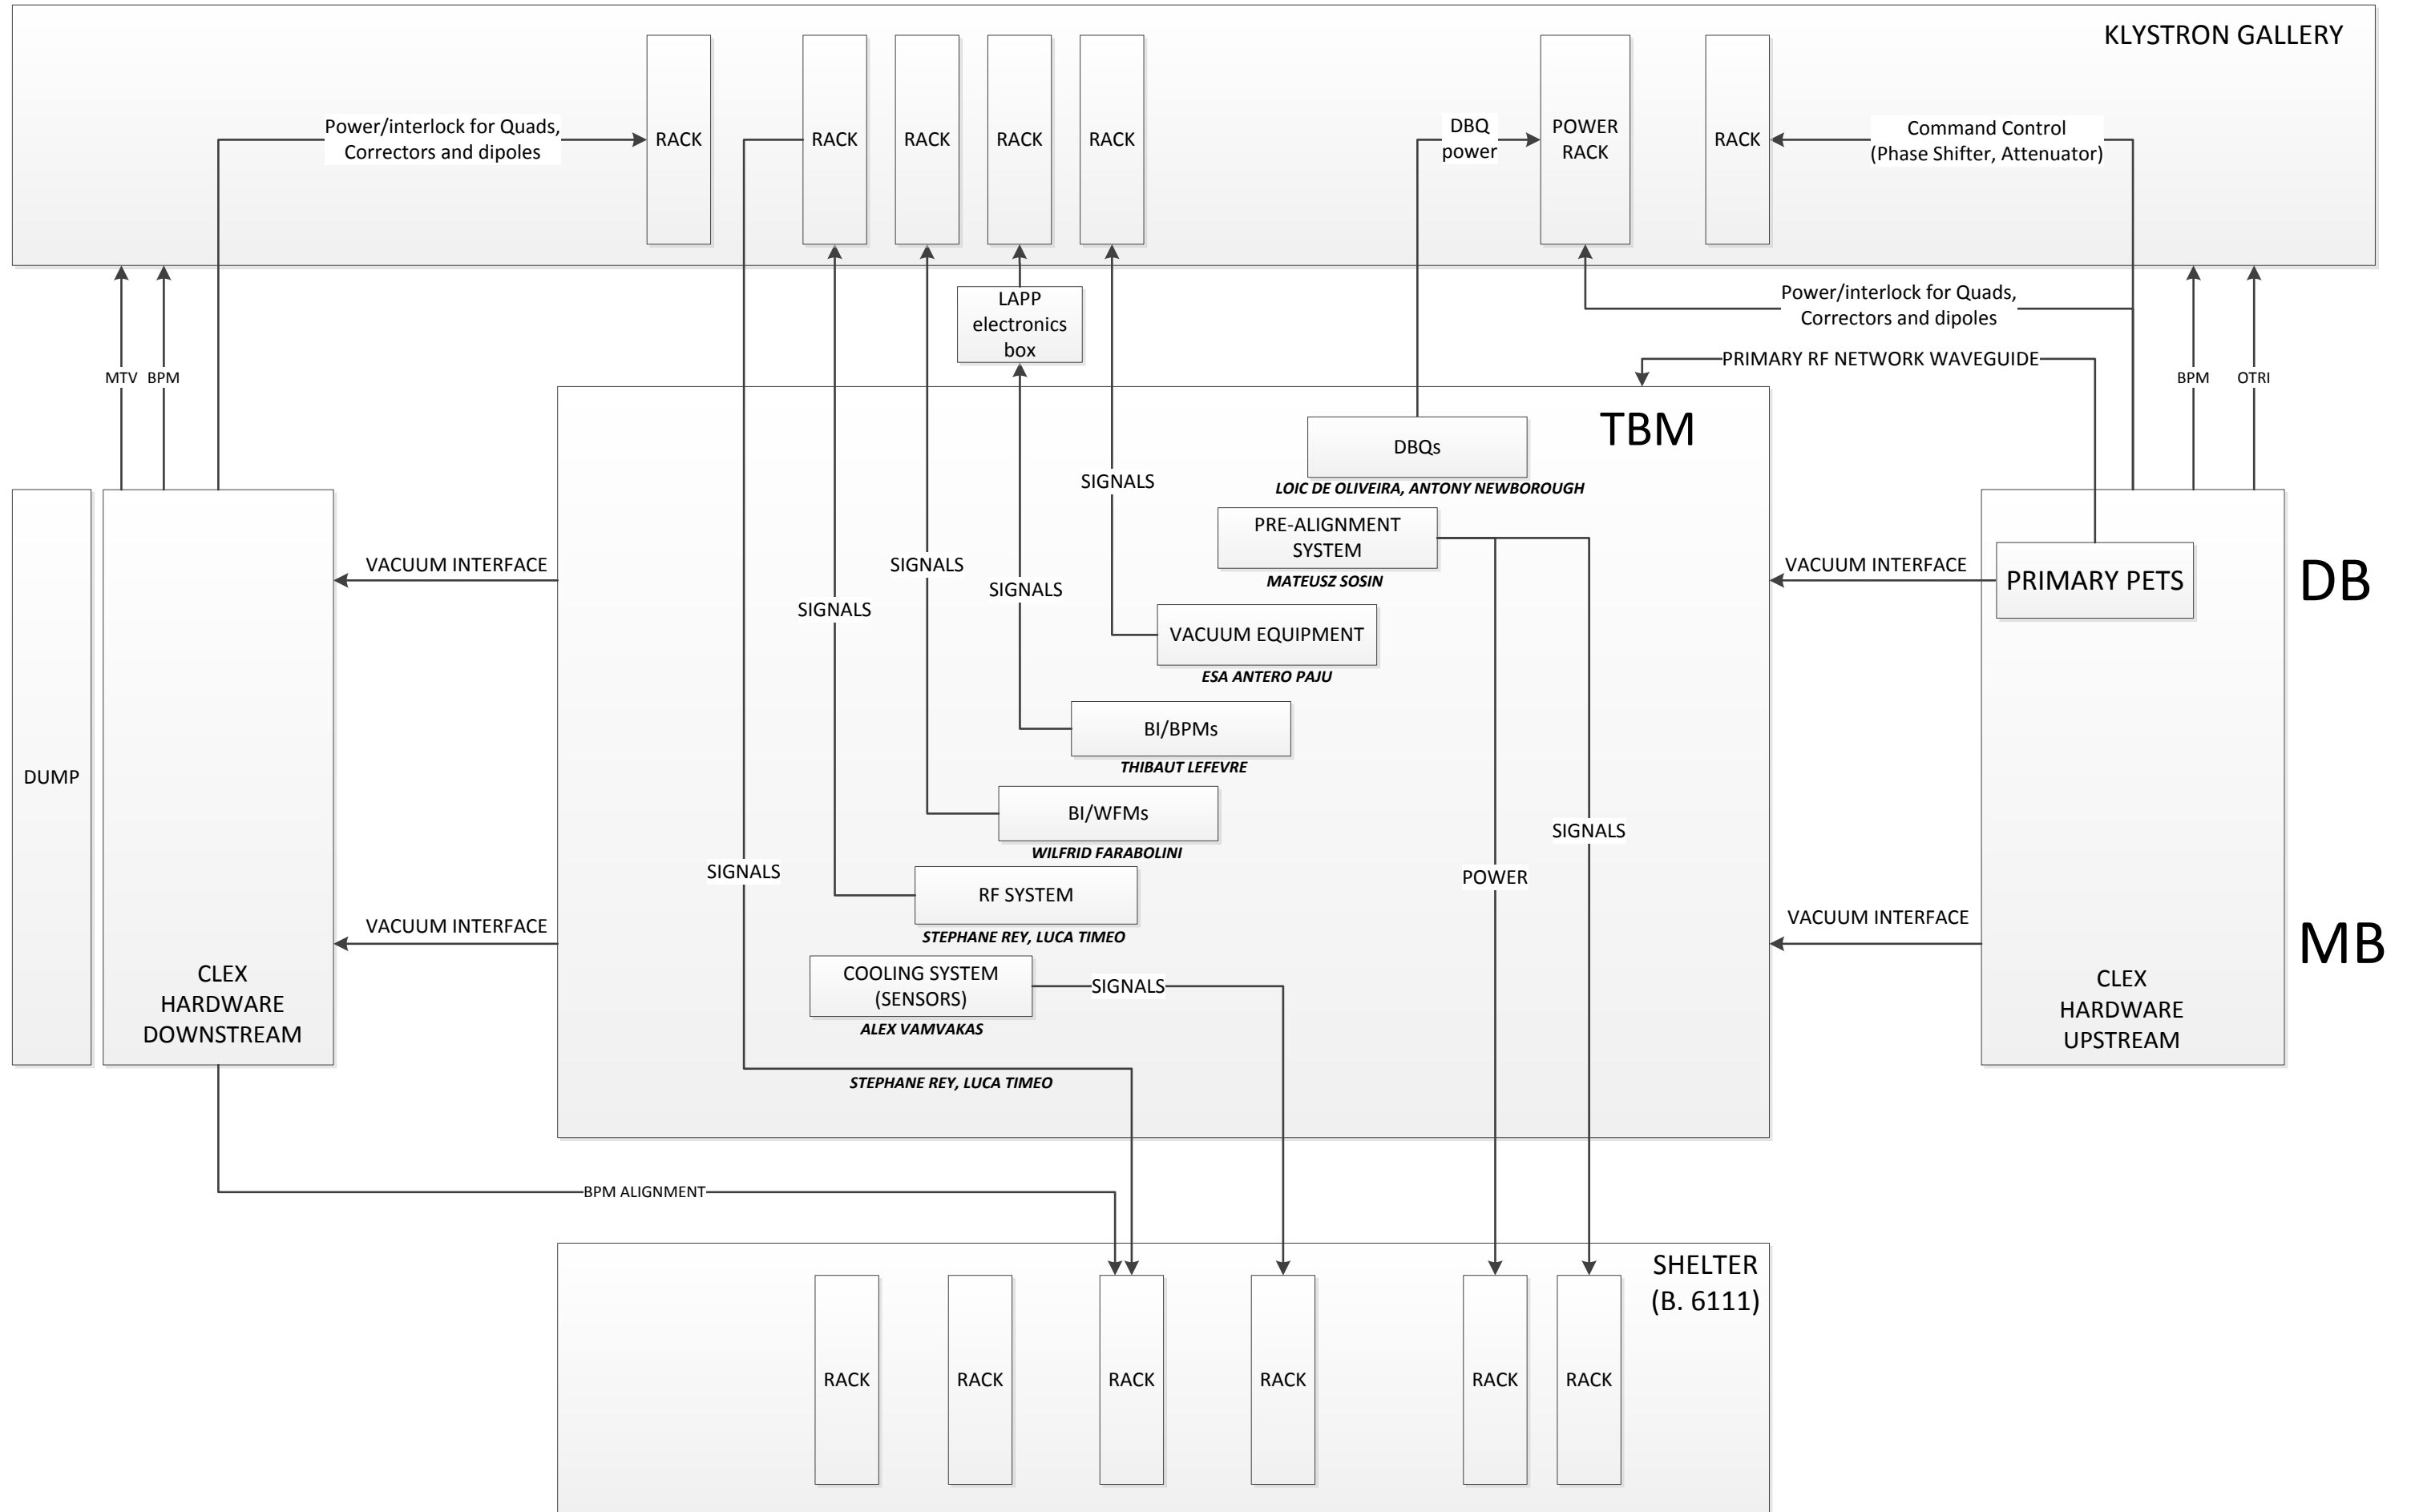 KLYSTRON GALLERY
Power/interlock for Quads,
Correctors and dipoles
RACK
RACK
RACK
RACK
RACK
DBQ
power
POWER
RACK
RACK
Command Control
(Phase Shifter, Attenuator)
LAPP
electronics
box
Power/interlock for Quads,
Correctors and dipoles
PRIMARY RF NETWORK WAVEGUIDE
MTV
BPM
BPM
OTRI
TBM
DBQs
LOIC DE OLIVEIRA, ANTONY NEWBOROUGH
SIGNALS
PRE-ALIGNMENT
SYSTEM
MATEUSZ SOSIN
VACUUM INTERFACE
SIGNALS
SIGNALS
SIGNALS
VACUUM INTERFACE
PRIMARY PETS
DB
VACUUM EQUIPMENT
ESA ANTERO PAJU
BI/BPMs
THIBAUT LEFEVRE
DUMP
BI/WFMs
WILFRID FARABOLINI
SIGNALS
SIGNALS
POWER
RF SYSTEM
STEPHANE REY, LUCA TIMEO
VACUUM INTERFACE
VACUUM INTERFACE
MB
CLEX
HARDWARE
DOWNSTREAM
COOLING SYSTEM
(SENSORS)
ALEX VAMVAKAS
SIGNALS
CLEX
HARDWARE
UPSTREAM
STEPHANE REY, LUCA TIMEO
BPM ALIGNMENT
SHELTER
(B. 6111)
RACK
RACK
RACK
RACK
RACK
RACK